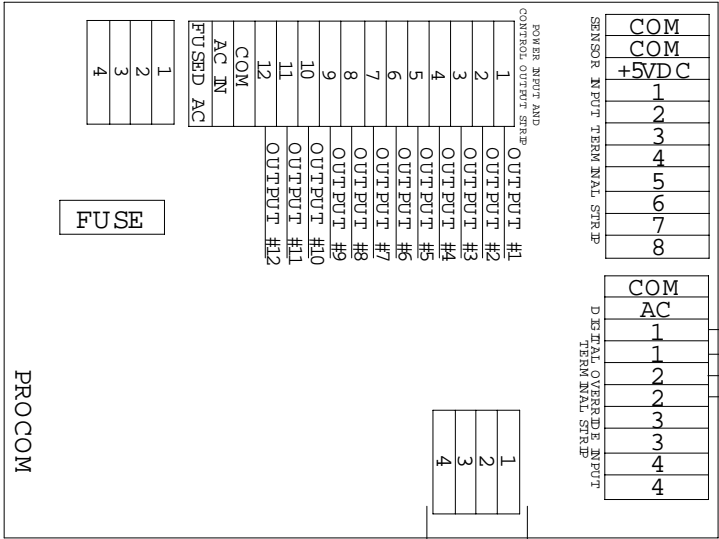 4
3
2
1
FUSED AC
AC IN
COM
12
11
10
9
8
7
6
5
4
3
2
1
POWER INPUT AND
CONTROL OUTPUT STRIP
OUTPUT #12
OUTPUT #11
OUTPUT #10
OUTPUT #9
OUTPUT #8
OUTPUT #7
OUTPUT #6
OUTPUT #5
OUTPUT #4
OUTPUT #3
OUTPUT #2
OUTPUT #1
SENSOR INPUT TERMINAL STRIP
COM
COM
+5VDC
1
2
3
4
5
6
7
8
FUSE
COM
AC
1
1
2
2
3
3
4
4
DIGITAL OVERRIDE INPUT
TERMINAL STRIP
PROCOM
4
3
2
1